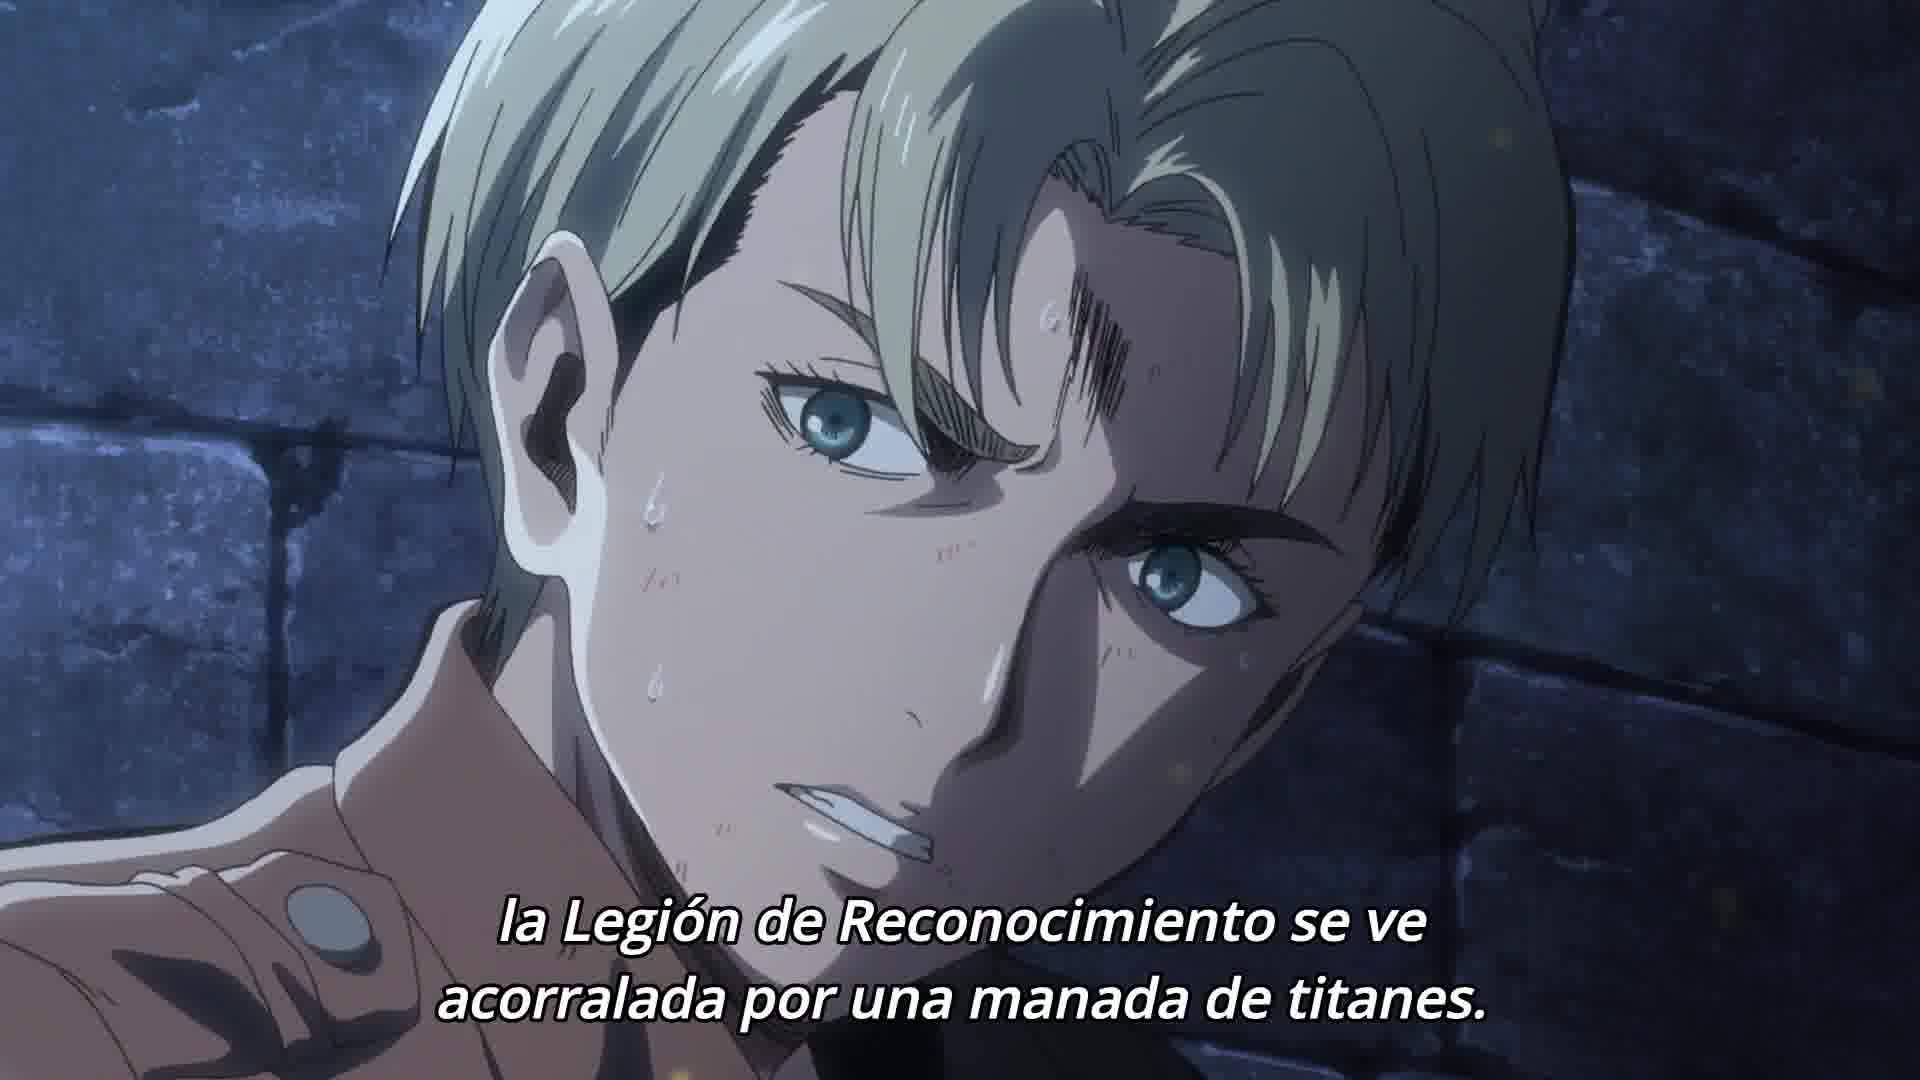 la Legión de Reconocimiento se ve
acorralada por una manada de titanes.